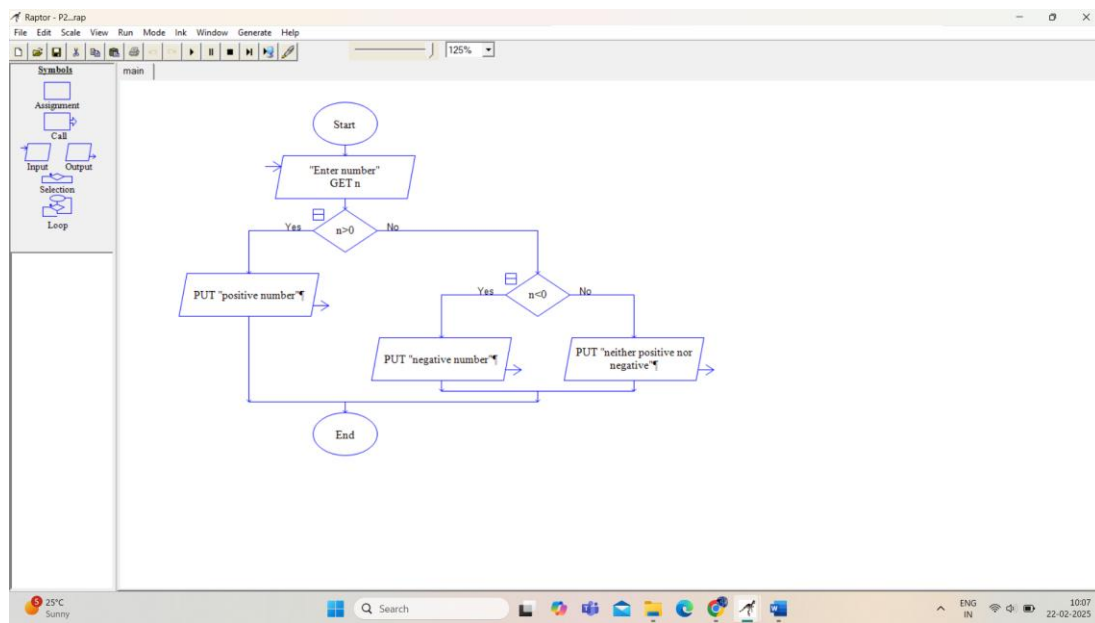 Raptor - P2...rap
File Edit Scale View Run Mode Ink Window Generate Help
125%
Symbols
Assignment
Call
Input Output
Selection
Loop
main
Start
"Enter number"
GET n
Yes n>0 No
PUT "positive number"¶
Yes n<0 No
PUT "negative number"¶
PUT "neither positive nor
negative"¶
End
5
25°C
Sunny
Search
ENG
IN
10:07
22-02-2025